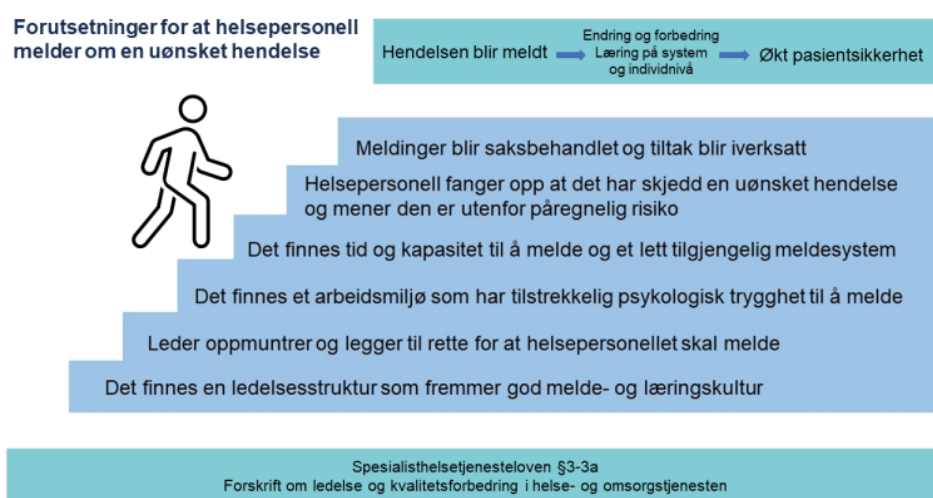 Forutsetninger for at helsepersonell
melder om en uønsket hendelse
Hendelsen blir meldt
Endring og forbedring
Læring på system
og individnivå
Økt pasientsikkerhet
Meldinger blir saksbehandlet og tiltak blir iverksatt
Helsepersonell fanger opp at det har skjedd en uønsket hendelse
og mener den er utenfor påregnelig risiko
Det finnes tid og kapasitet til å melde og et lett tilgjengelig meldesystem
Det finnes et arbeidsmiljø som har tilstrekkelig psykologisk trygghet til å melde
Leder oppmuntrer og legger til rette for at helsepersonellet skal melde
Det finnes en ledelsesstruktur som fremmer god melde- og læringskultur
Spesialisthelsetjenesteloven §3-3a
Forskrift om ledelse og kvalitetsforbedring i helse- og omsorgstjenesten